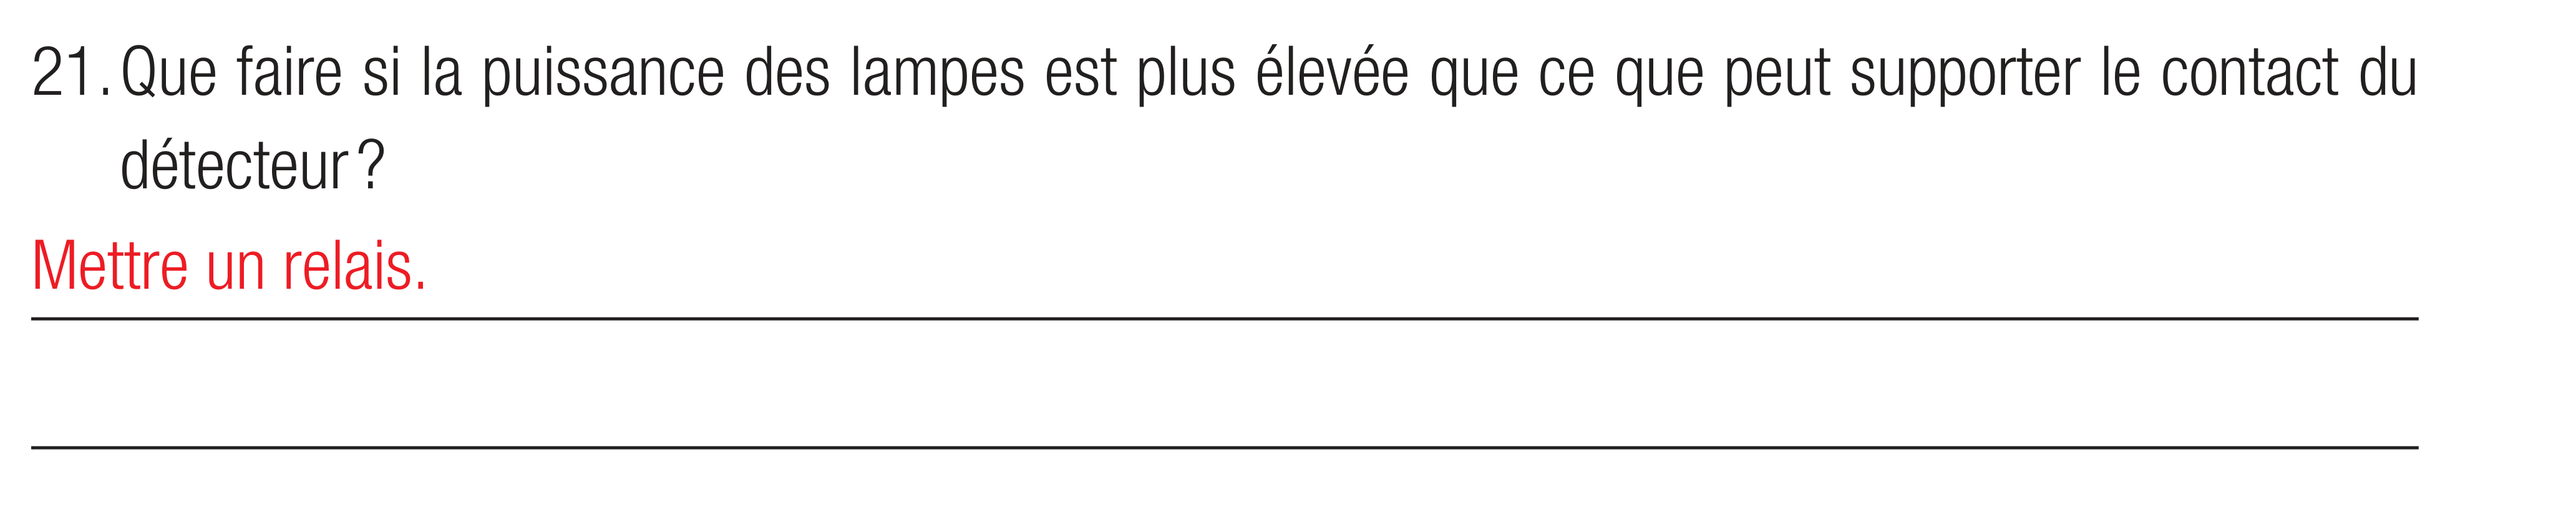 21. Que faire si la puissance des lampes est plus élevée que ce que peut supporter le contact du
détecteur ?
Mettre un relais.